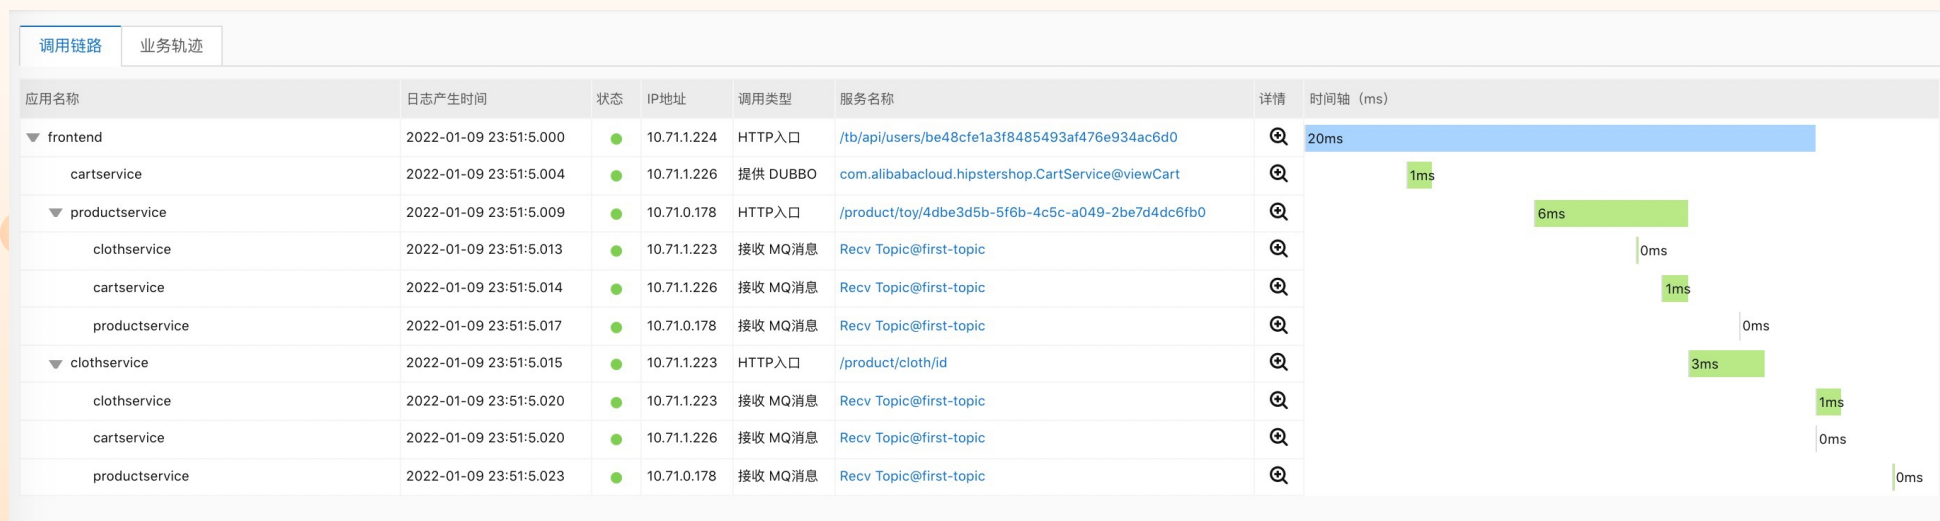 调用链路 业务轨迹
应用名称 日志产生时间 状态 IP地址 调用类型 服务名称 详情 时间轴（ms）
frontend 2022-01-09 23:51:5.000 10.71.1.224 HTTP入口 /tb/api/users/be48cfe1a3f8485493af476e934ac6d0 20ms
cartservice 2022-01-09 23:51:5.004 10.71.1.226 提供 DUBBO com.alibabacloud.hipstershop.CartService@viewCart 1ms
productservice 2022-01-09 23:51:5.009 10.71.0.178 HTTP入口 /product/toy/4dbe3d5b-5f6b-4c5c-a049-2be7d4dc6fb0 6ms
clothservice 2022-01-09 23:51:5.013 10.71.1.223 接收 MQ消息 Recv Topic@first-topic 0ms
cartservice 2022-01-09 23:51:5.014 10.71.1.226 接收 MQ消息 Recv Topic@first-topic 1ms
productservice 2022-01-09 23:51:5.017 10.71.0.178 接收 MQ消息 Recv Topic@first-topic 0ms
clothservice 2022-01-09 23:51:5.015 10.71.1.223 HTTP入口 /product/cloth/id 3ms
clothservice 2022-01-09 23:51:5.020 10.71.1.223 接收 MQ消息 Recv Topic@first-topic 1ms
cartservice 2022-01-09 23:51:5.020 10.71.1.226 接收 MQ消息 Recv Topic@first-topic 0ms
productservice 2022-01-09 23:51:5.023 10.71.0.178 接收 MQ消息 Recv Topic@first-topic 0ms